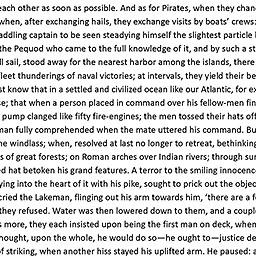 each other as soon as possible. And as for Pirates, when they chan
when, after exchanging hails, they exchange visits by boats' crews:
addling captain to be seen steadying himself the slightest particle l
the Pequod who came to the full knowledge of it, and by such a st
ll sail, stood away for the nearest harbor among the islands, there
leet thunderings of naval victories; at intervals, they yield their be
st know that in a settled and civilized ocean like our Atlantic, for ex
se; that when a person placed in command over his fellow-men fin
pump clanged like fifty fire-engines; the men tossed their hats off
man fully comprehended when the mate uttered his command. Bu
he windlass; when, resolved at last no longer to retreat, bethinking
s of great forests; on Roman arches over Indian rivers; through sur
d hat betoken his grand features. A terror to the smiling innocence
ying into the heart of it with his pike, sought to prick out the objec
cried the Lakeman, flinging out his arm towards him, 'there are a f
they refused. Water was then lowered down to them, and a couple
s more, they each insisted upon being the first man on deck, when
hought, upon the whole, he would do so—he ought to—justice de
of striking, when another hiss stayed his uplifted arm. He paused: a